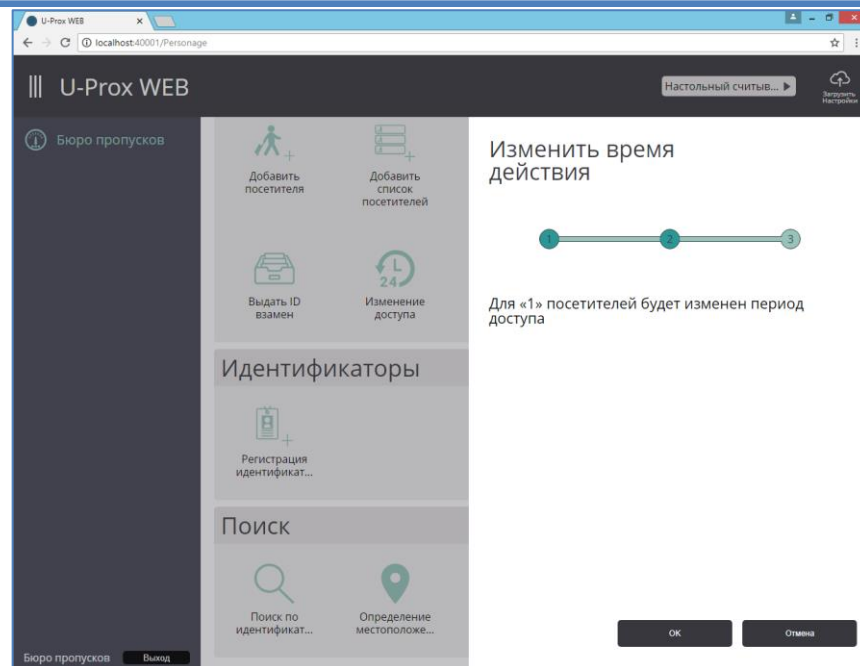 U-Prox WEB
localhost:40001/Personage
U-Prox WEB
Настольный считыв...
Загрузить
Настройки
Бюро пропусков
Добавить
посетителя
Добавить
список
посетителей
Выдать ID
взамен
24
Изменение
доступа
Идентификаторы
Регистрация
идентификат...
Поиск
Поиск по
идентификат...
Определение
местоположе...
Изменить время
действия
1
2
3
Для «1» посетителей будет изменен период
доступа
OK
Отмена
Бюро пропусков
Выход